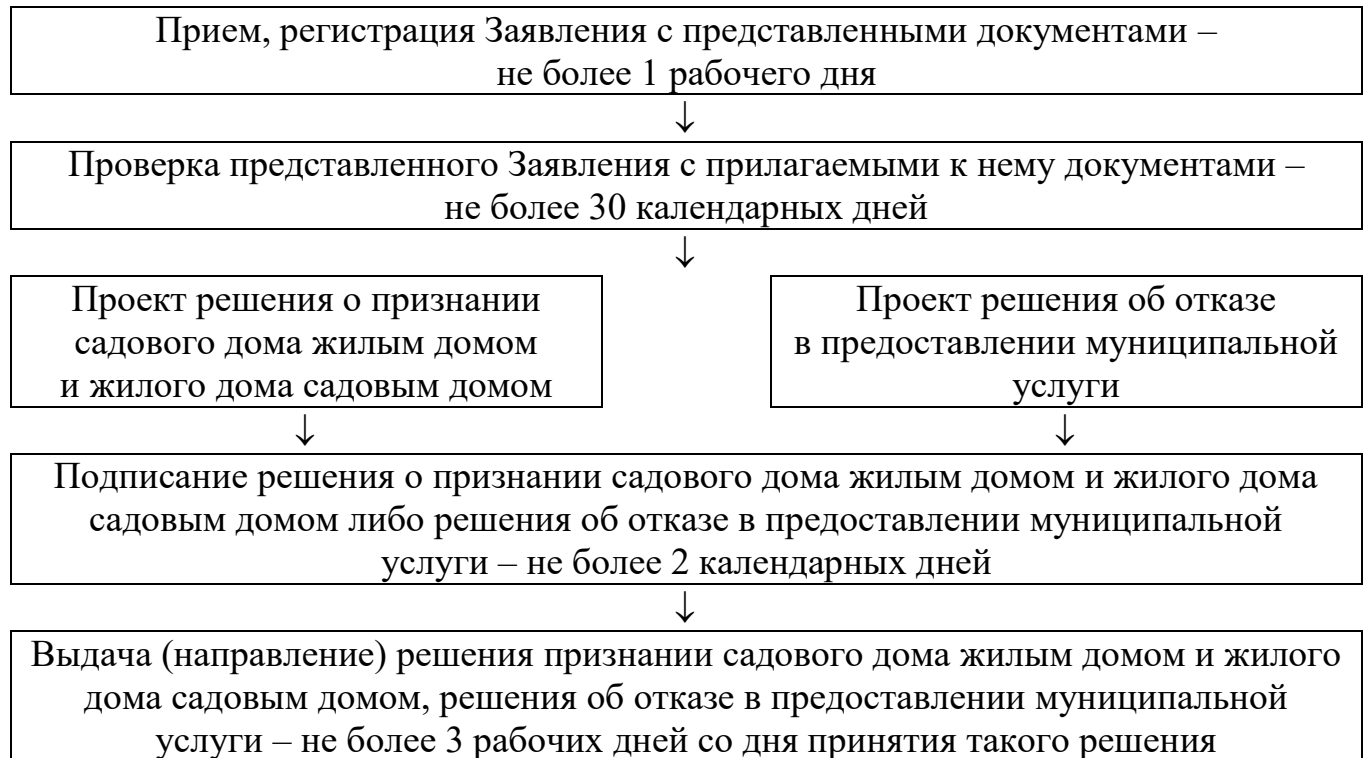 Прием, регистрация Заявления с представленными документами –
не более 1 рабочего дня
↓
Проверка представленного Заявления с прилагаемыми к нему документами –
не более 30 календарных дней
↓
Проект решения о признании
садового дома жилым домом
и жилого дома садовым домом
Проект решения об отказе
в предоставлении муниципальной
услуги
↓ ↓
Подписание решения о признании садового дома жилым домом и жилого дома
садовым домом либо решения об отказе в предоставлении муниципальной
услуги – не более 2 календарных дней
↓
Выдача (направление) решения признании садового дома жилым домом и жилого
дома садовым домом, решения об отказе в предоставлении муниципальной
услуги – не более 3 рабочих дней со дня принятия такого решения